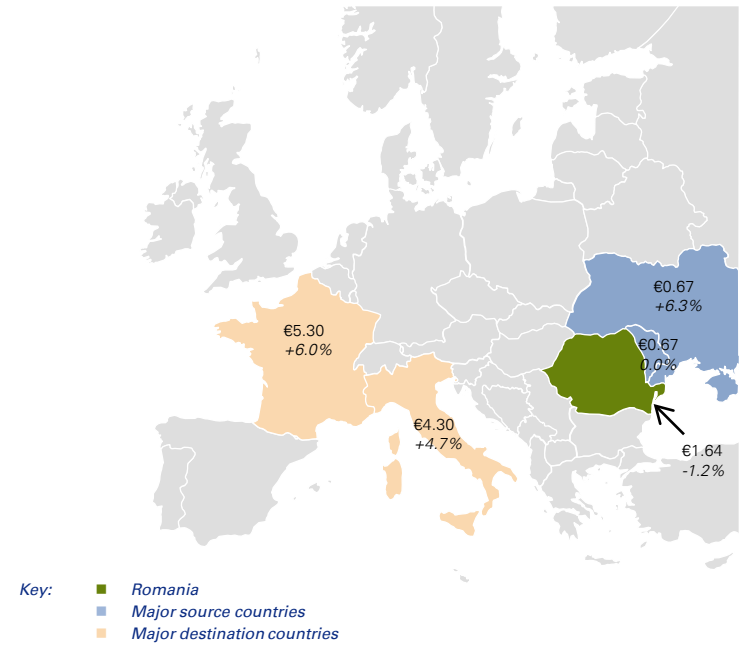 €0.67
+6.3%
€5.30
+6.0%
€0.67
0.0%
€4.30
+4.7%
€1.64
-1.2%
Key:
Romania
Major source countries
Major destination countries